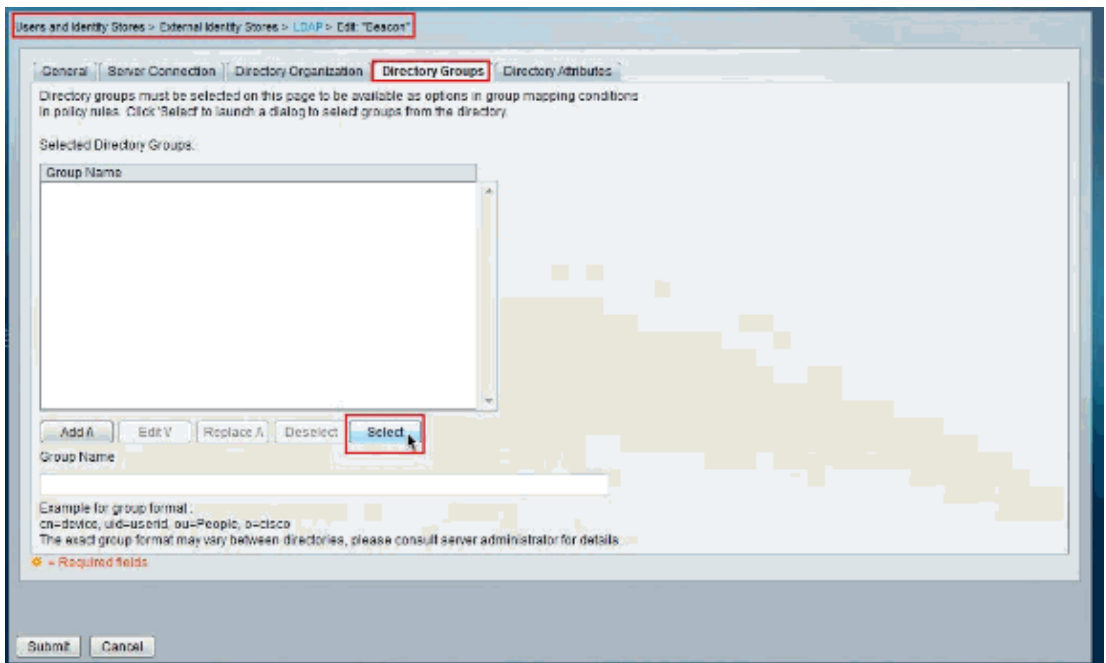 Users and Identity Stores > External Identity Stores > LDAP > Edit: "Beacon"
General Server Connection Directory Organization Directory Groups Directory Attributes
Directory groups must be selected on this page to be available as options in group mapping conditions
in policy rules. Click 'Select' to launch a dialog to select groups from the directory.
Selected Directory Groups:
Group Name
Add Λ Edit V Replace Λ Deselect Select
Group Name
Example for group format :
cn=device, uid=userid, ou=People, o=cisco
The exact group format may vary between directories, please consult server administrator for details.
= Required fields
Submit Cancel